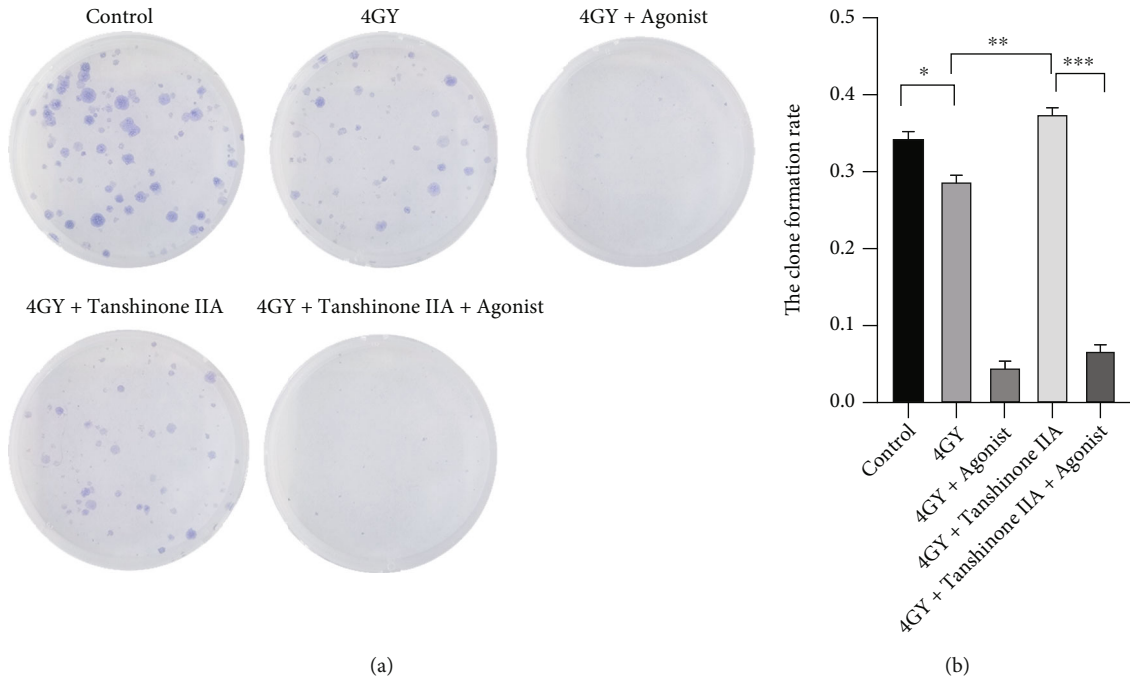 Control
4GY
4GY + Agonist
4GY + Tanshinone IIA
4GY + Tanshinone IIA + Agonist
(a)
The clone formation rate
0.5
0.4
0.3
0.2
0.1
0.0
*
**
***
Control
4GY
4GY + Agonist
4GY + Tanshinone IIA
4GY + Tanshinone IIA + Agonist
(b)